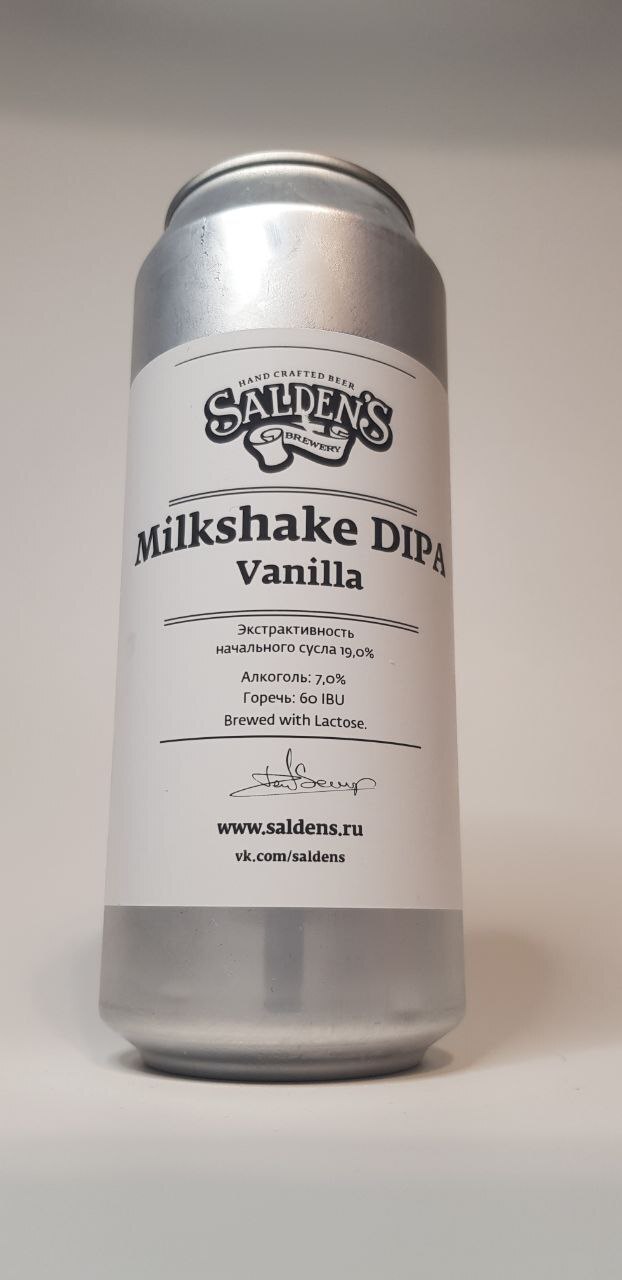 HAND CRAFTED BEER
SALDEN'S
BREWERY
Milkshake DIPA
Vanilla
Экстрактивность
начального сусла 19,0%
Алкоголь: 7,0%
Горечь: 60 IBU
Brewed with Lactose.
www.saldens.ru
vk.com/saldens